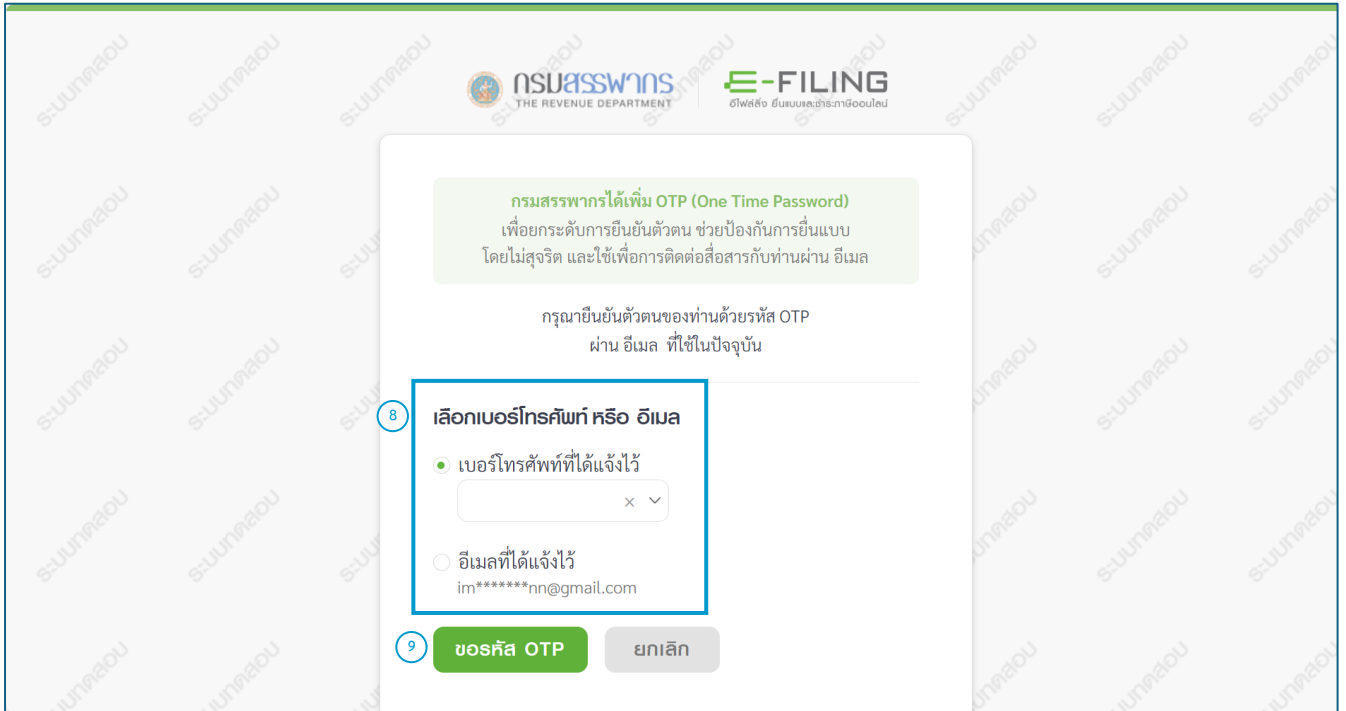 กรมสรรพากร
THE REVENUE DEPARTMENT
E-FILING
อีไฟล์ลิ่ง ยื่นแบบและชำระภาษีออนไลน์
กรมสรรพากรได้เพิ่ม OTP (One Time Password)
เพื่อยกระดับการยืนยันตัวตน ช่วยป้องกันการยื่นแบบ
โดยไม่สุจริต และใช้เพื่อการติดต่อสื่อสารกับท่านผ่าน อีเมล
กรุณายืนยันตัวตนของท่านด้วยรหัส OTP
ผ่าน อีเมล ที่ใช้ในปัจจุบัน
8
เลือกเบอร์โทรศัพท์ หรือ อีเมล
เบอร์โทรศัพท์ที่ได้แจ้งไว้
อีเมลที่ได้แจ้งไว้
im*******nn@gmail.com
9
ขอรหัส OTP
ยกเลิก
ระบบทดสอบ